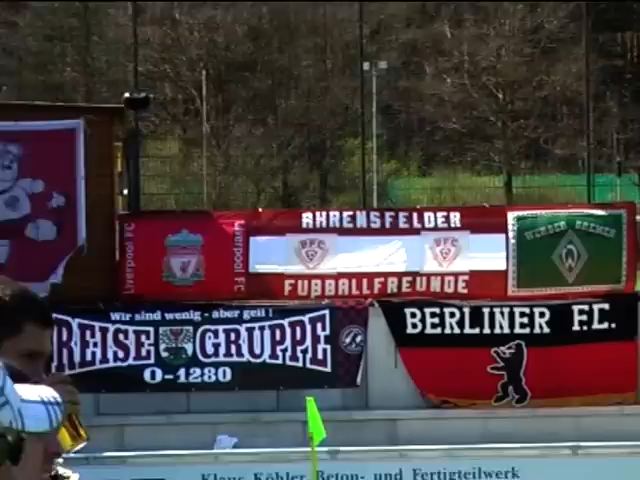 AHRENSFELDER
Liverpool FC
Liverpool FC
BFC
BFC
WERDER BREMEN
FUßBALLFREUNDE
Wir sind wenig - aber geil!
REISE GRUPPE
O-1280
BERLINER F.C.
Klaus Köhler Beton- und Fertigteilwerk